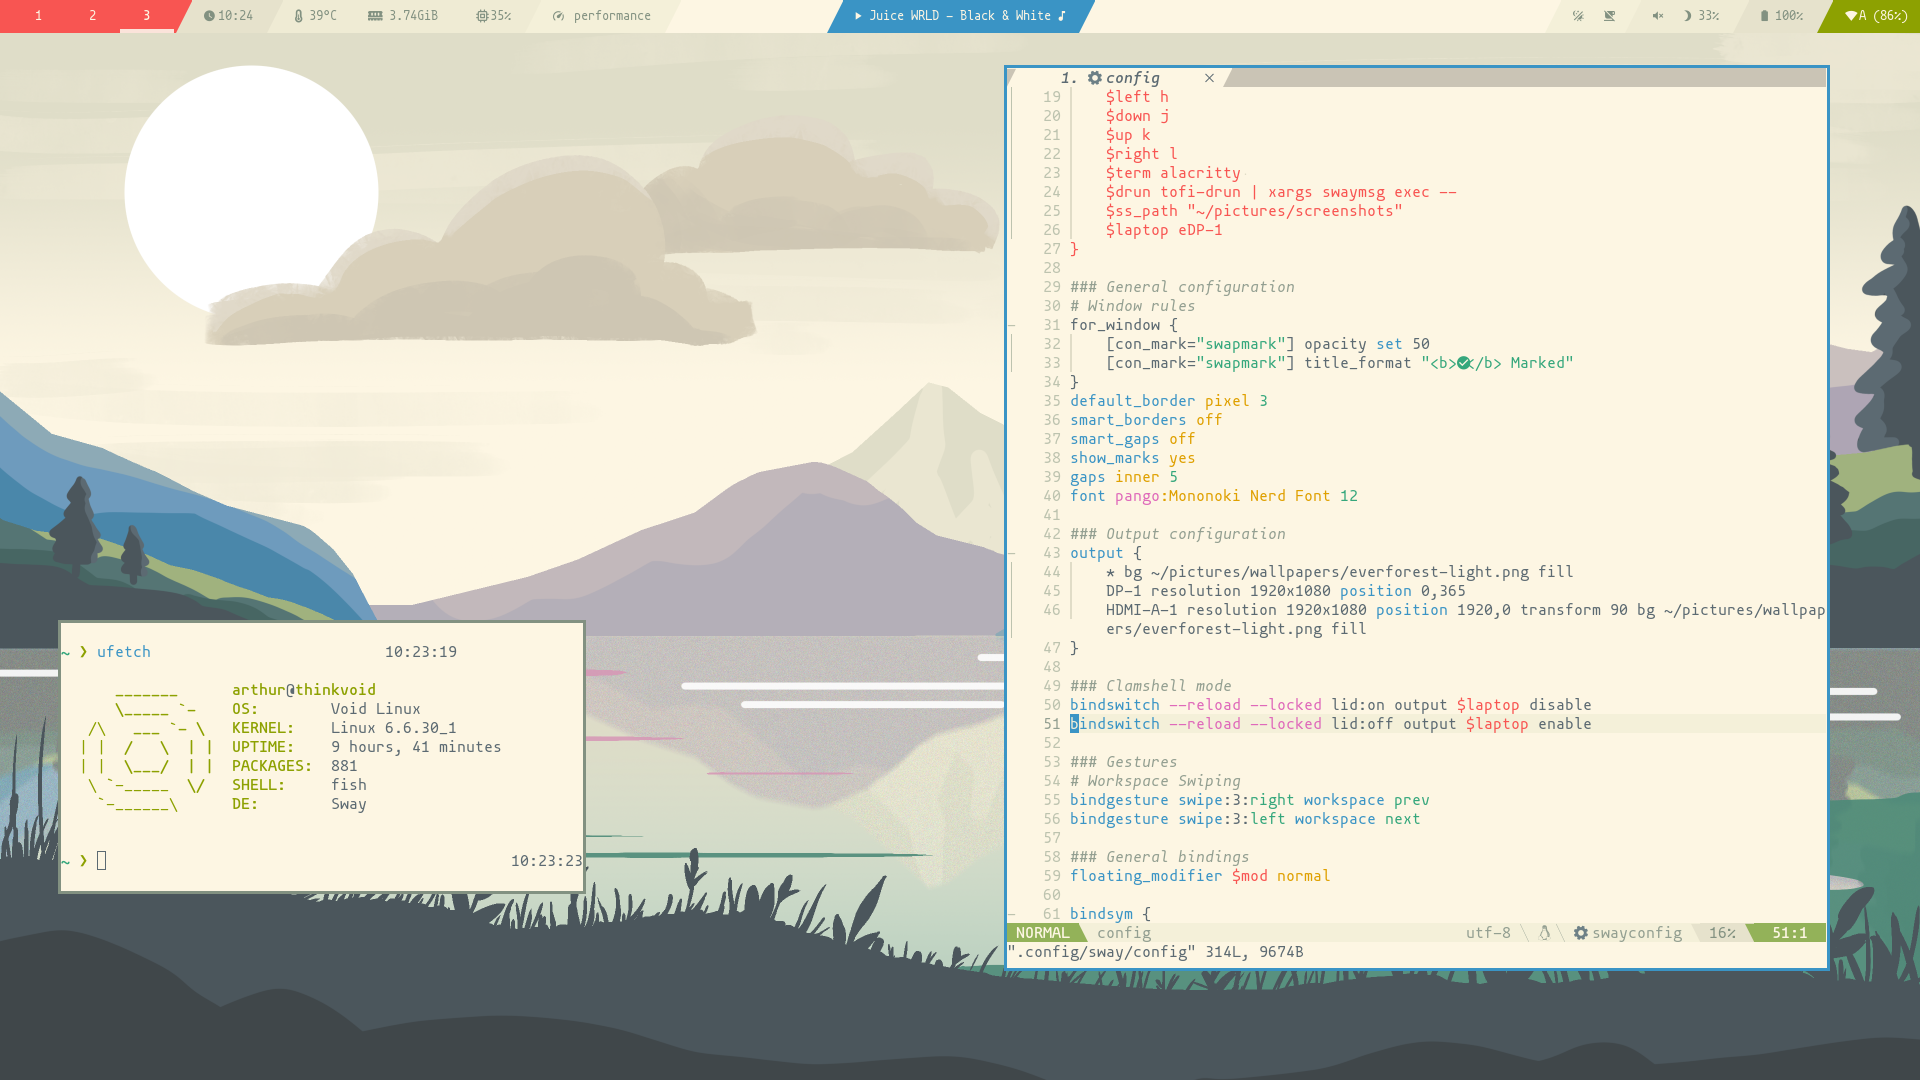 1 2 3 10:24 39°C 3.74GiB 35% performance Juice WRLD – Black & White 33% 100% A (86%)
1. config ×
19 $left h
20 $down j
21 $up k
22 $right l
23 $term alacritty
24 $drun tofi-drun | xargs swaymsg exec --
25 $ss_path "~/pictures/screenshots"
26 $laptop eDP-1
27 }
28
29 ### General configuration
30 # Window rules
31 for_window {
32 [con_mark="swapmark"] opacity set 50
33 [con_mark="swapmark"] title_format "<b></b> Marked"
34 }
35 default_border pixel 3
36 smart_borders off
37 smart_gaps off
38 show_marks yes
39 gaps inner 5
40 font pango:Mononoki Nerd Font 12
41
42 ### Output configuration
43 output {
44 * bg ~/pictures/wallpapers/everforest-light.png fill
45 DP-1 resolution 1920x1080 position 0,365
46 HDMI-A-1 resolution 1920x1080 position 1920,0 transform 90 bg ~/pictures/wallpap
ers/everforest-light.png fill
47 }
48
49 ### Clamshell mode
50 bindswitch --reload --locked lid:on output $laptop disable
51 bindswitch --reload --locked lid:off output $laptop enable
52
53 ### Gestures
54 # Workspace Swiping
55 bindgesture swipe:3:right workspace prev
56 bindgesture swipe:3:left workspace next
57
58 ### General bindings
59 floating_modifier $mod normal
60
61 bindsym {
NORMAL config utf-8 swayconfig 16% 51:1
".config/sway/config" 314L, 9674B
~ ❯ ufetch 10:23:19
arthur@thinkvoid
OS: Void Linux
KERNEL: Linux 6.6.30_1
UPTIME: 9 hours, 41 minutes
PACKAGES: 881
SHELL: fish
DE: Sway
~ ❯ 10:23:23